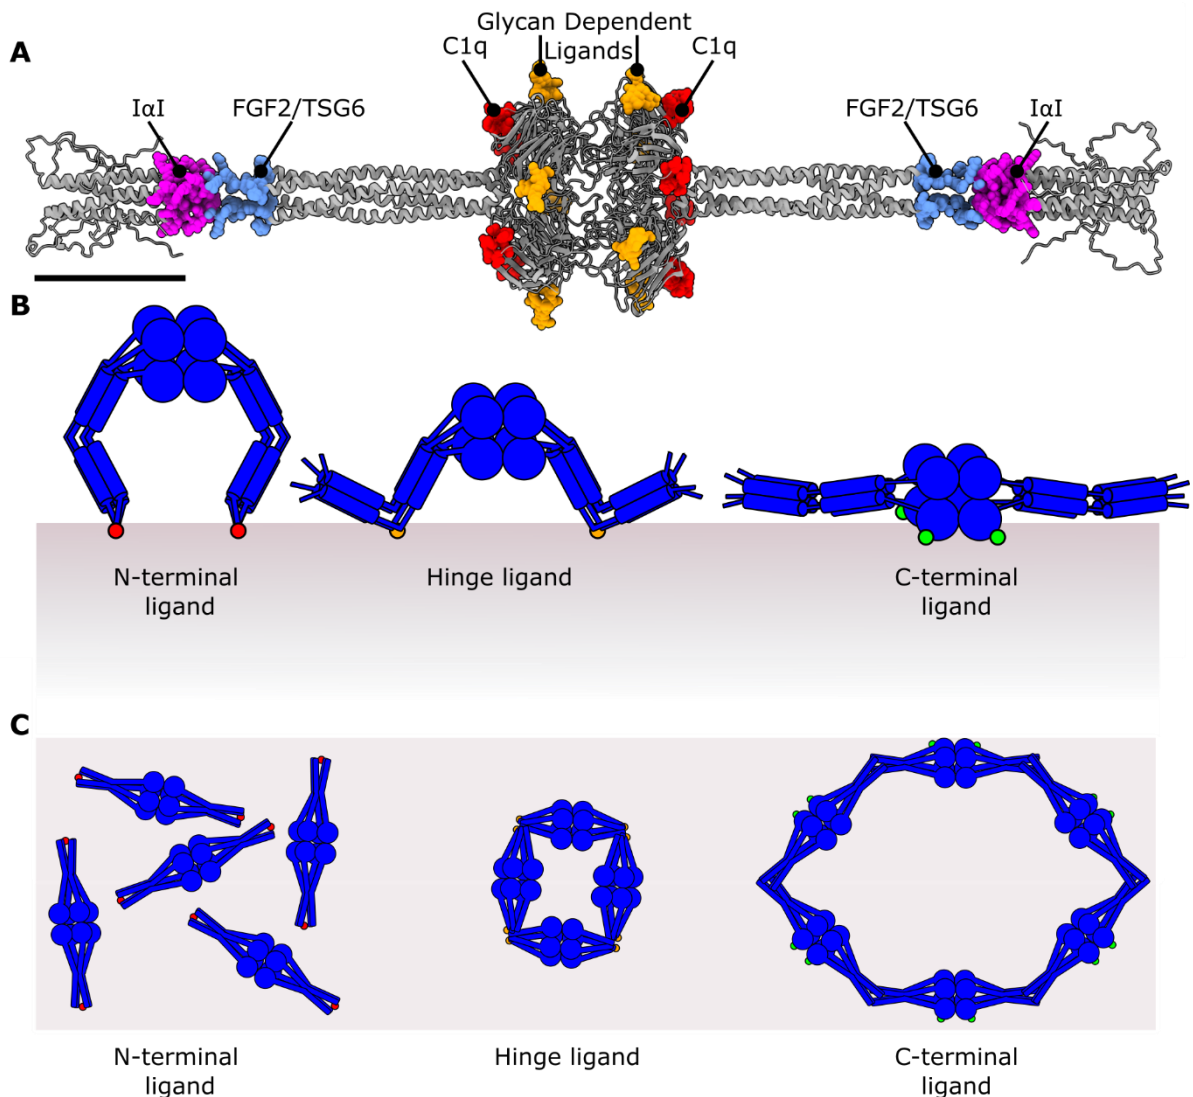 A
Glycan Dependent
Ligands
C1q
C1q
IαI
FGF2/TSG6
FGF2/TSG6
IαI
B
N-terminal
ligand
Hinge ligand
C-terminal
ligand
C
N-terminal
ligand
Hinge ligand
C-terminal
ligand